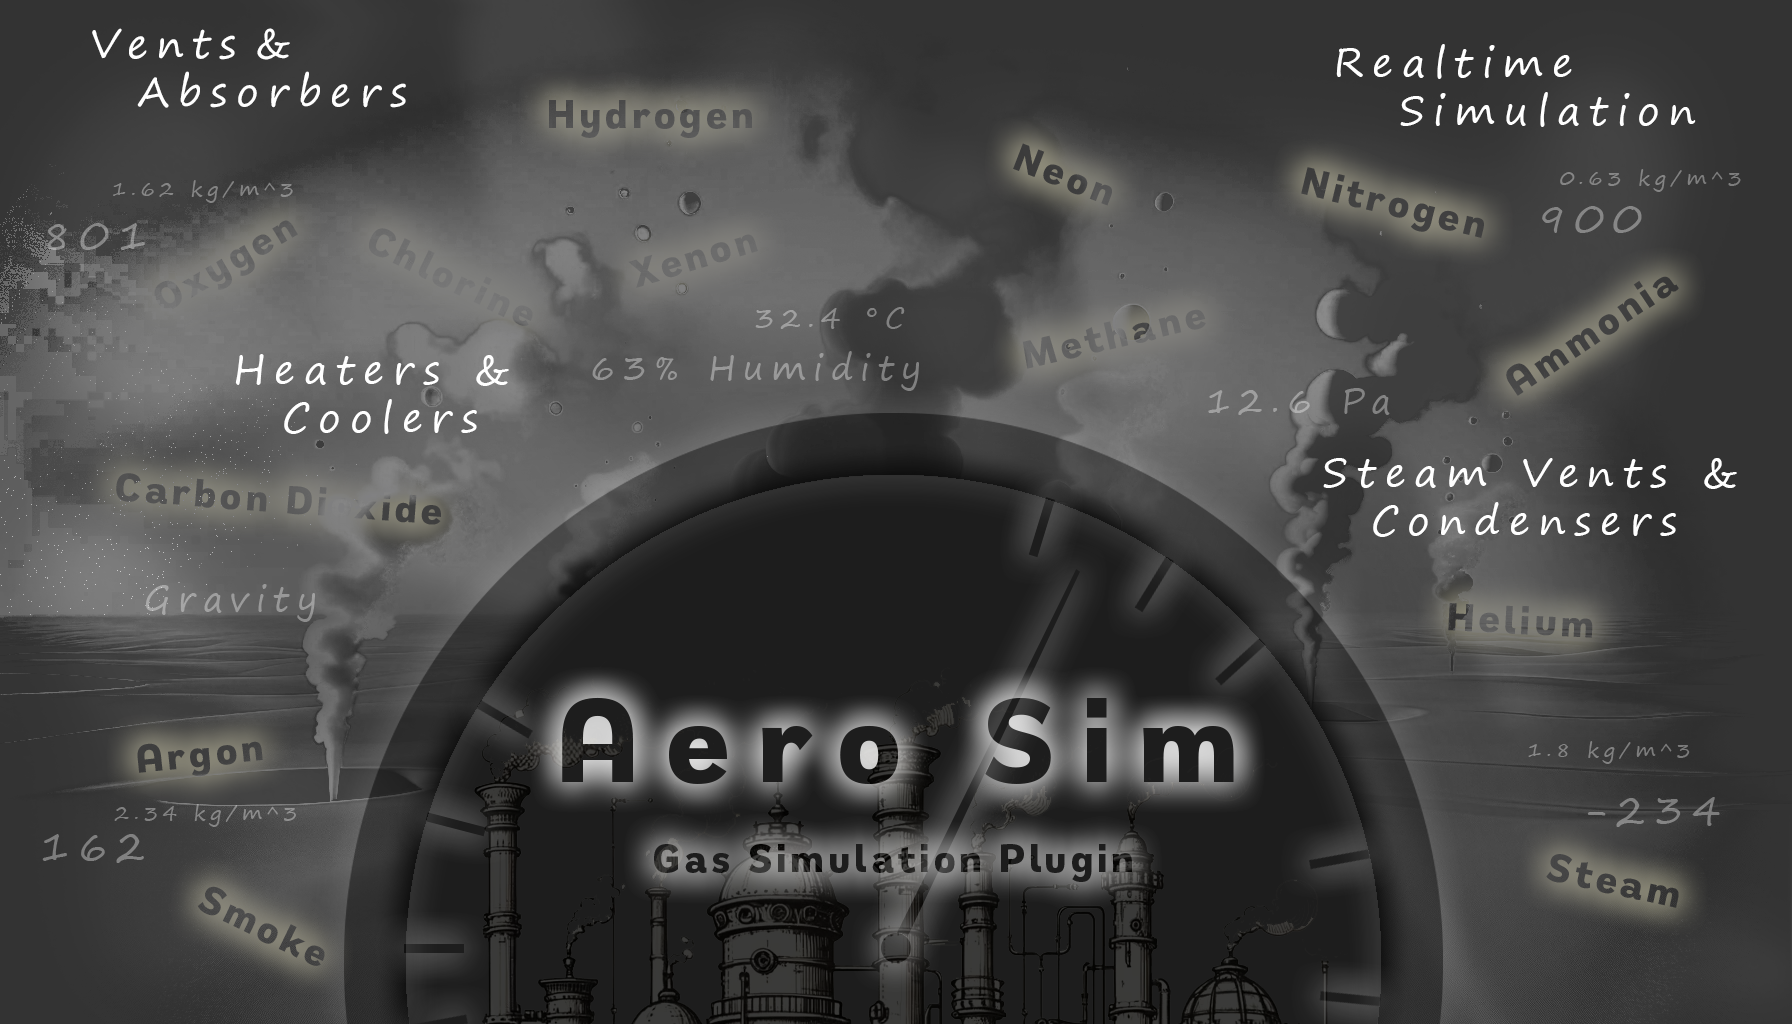 Vents &
Absorbers
Realtime
Simulation
Hydrogen
Neon
Nitrogen
1.62 kg/m^3
801
0.63 kg/m^3
900
Oxygen
Chlorine
Xenon
Ammonia
32.4 °C
63% Humidity
Methane
Heaters &
Coolers
12.6 Pa
Steam Vents &
Condensers
Carbon Dioxide
Gravity
Helium
Aero Sim
Argon
2.34 kg/m^3
162
1.8 kg/m^3
-234
Gas Simulation Plugin
Smoke
Steam